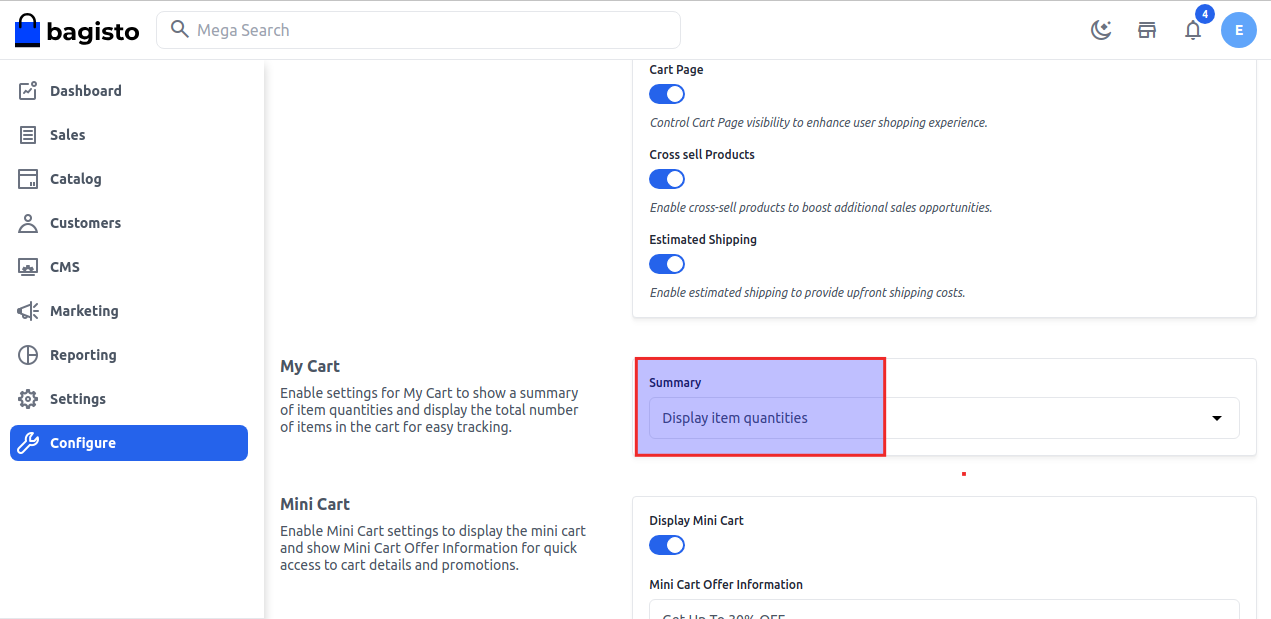 bagisto
Mega Search
4
E
Dashboard
Sales
Catalog
Customers
CMS
Marketing
Reporting
Settings
Configure
Cart Page
Control Cart Page visibility to enhance user shopping experience.
Cross sell Products
Enable cross-sell products to boost additional sales opportunities.
Estimated Shipping
Enable estimated shipping to provide upfront shipping costs.
My Cart
Enable settings for My Cart to show a summary
of item quantities and display the total number
of items in the cart for easy tracking.
Summary
Display item quantities
Mini Cart
Enable Mini Cart settings to display the mini cart
and show Mini Cart Offer Information for quick
access to cart details and promotions.
Display Mini Cart
Mini Cart Offer Information
Get Up To 30% OFF